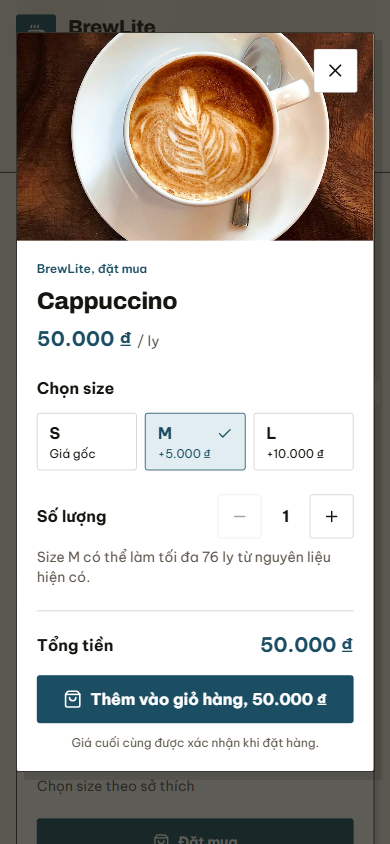 BrewLite
BrewLite, đặt mua
Cappuccino
50.000 ₫ / ly
Chọn size
S
Giá gốc
M
+5.000 ₫
L
+10.000 ₫
Số lượng
1
Size M có thể làm tối đa 76 ly từ nguyên liệu
hiện có.
Tổng tiền
50.000 ₫
Thêm vào giỏ hàng, 50.000 ₫
Giá cuối cùng được xác nhận khi đặt hàng.
Chọn size theo sở thích
Đặt mua